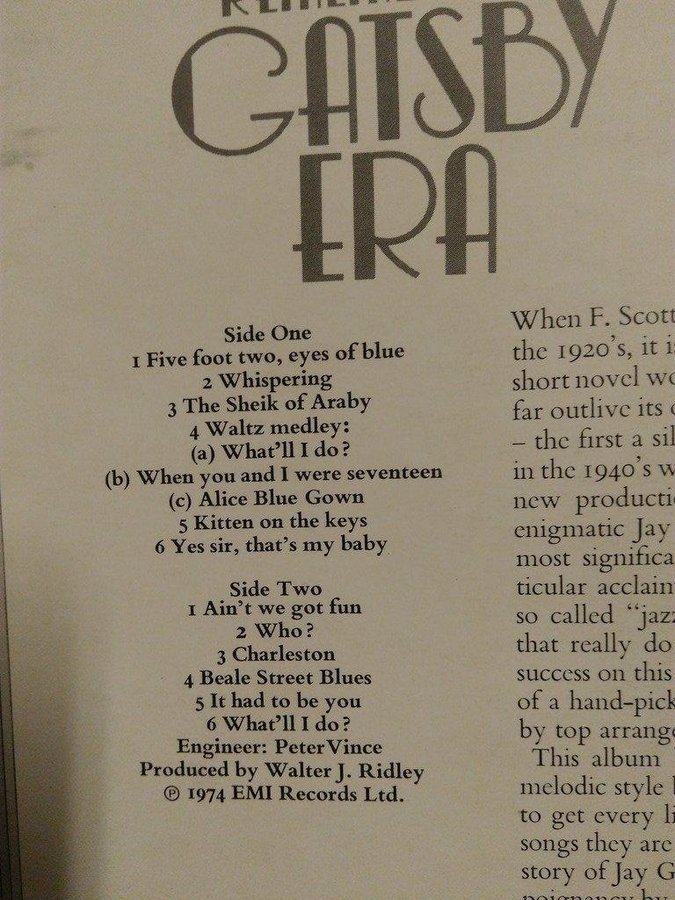 GATSBY
ERA
Side One
1 Five foot two, eyes of blue
2 Whispering
3 The Sheik of Araby
4 Waltz medley:
(a) What'll I do?
(b) When you and I were seventeen
(c) Alice Blue Gown
5 Kitten on the keys
6 Yes sir, that's my baby
Side Two
1 Ain't we got fun
2 Who?
3 Charleston
4 Beale Street Blues
5 It had to be you
6 What'll I do?
Engineer: Peter Vince
Produced by Walter J. Ridley
℗ 1974 EMI Records Ltd.
When F. Scott
the 1920's, it
short novel
far outlive its
– the first a
in the 1940's
new
enigmatic Jay
most
so called
that really do
success on this
of a
by top
This album
melodic style
to get every
songs they are
story of Jay